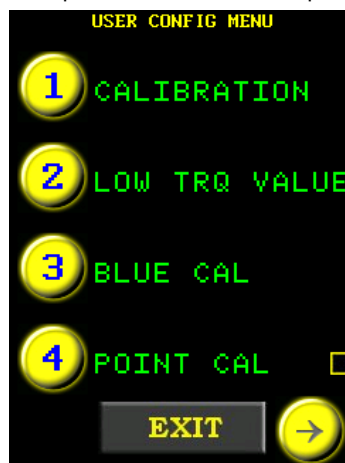 USER CONFIG MENU
1 CALIBRATION
2 LOW TRQ VALUE
3 BLUE CAL
4 POINT CAL
EXIT →